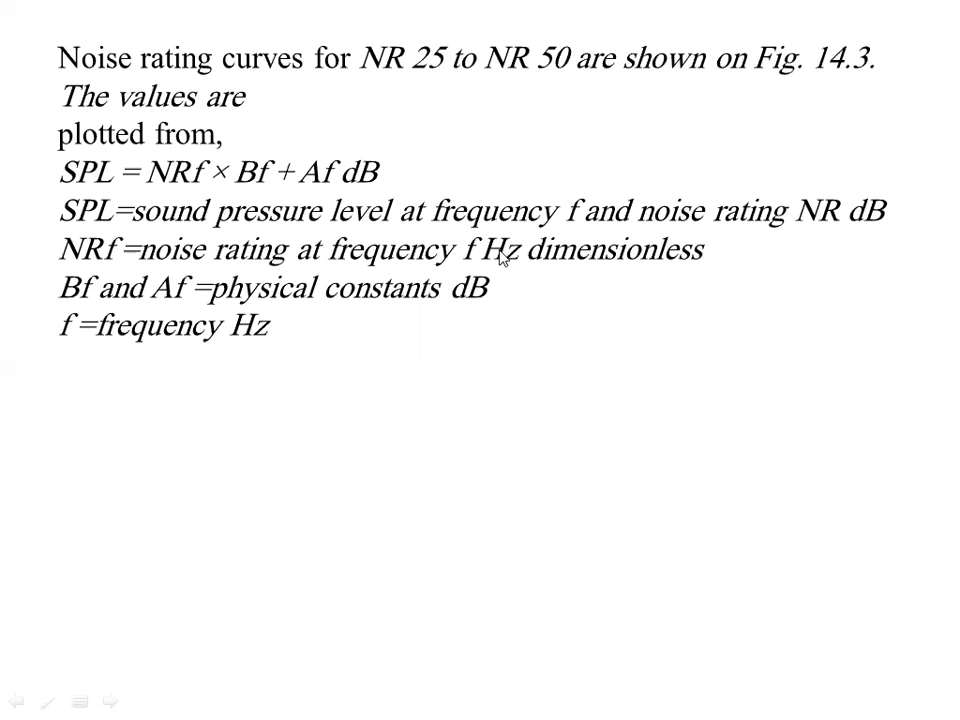 Noise rating curves for NR 25 to NR 50 are shown on Fig. 14.3.
The values are
plotted from,
SPL = NRf × Bf + Af dB
SPL=sound pressure level at frequency f and noise rating NR dB
NRf =noise rating at frequency f Hz dimensionless
Bf and Af =physical constants dB
f =frequency Hz